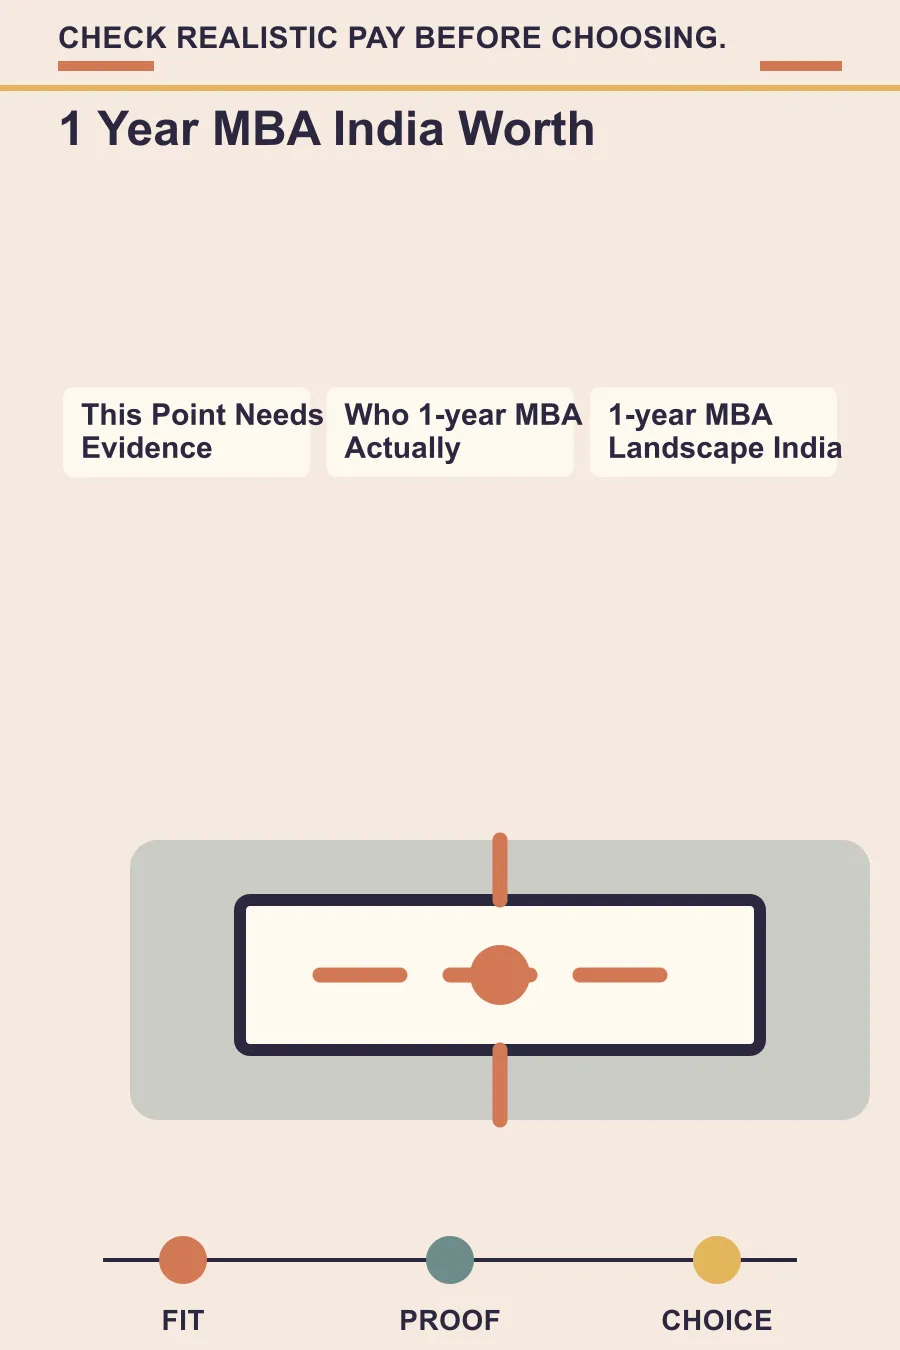 CHECK REALISTIC PAY BEFORE CHOOSING.
1 Year MBA India Worth
This Point Needs
Evidence
Who 1-year MBA
Actually
1-year MBA
Landscape India
FIT
PROOF
CHOICE